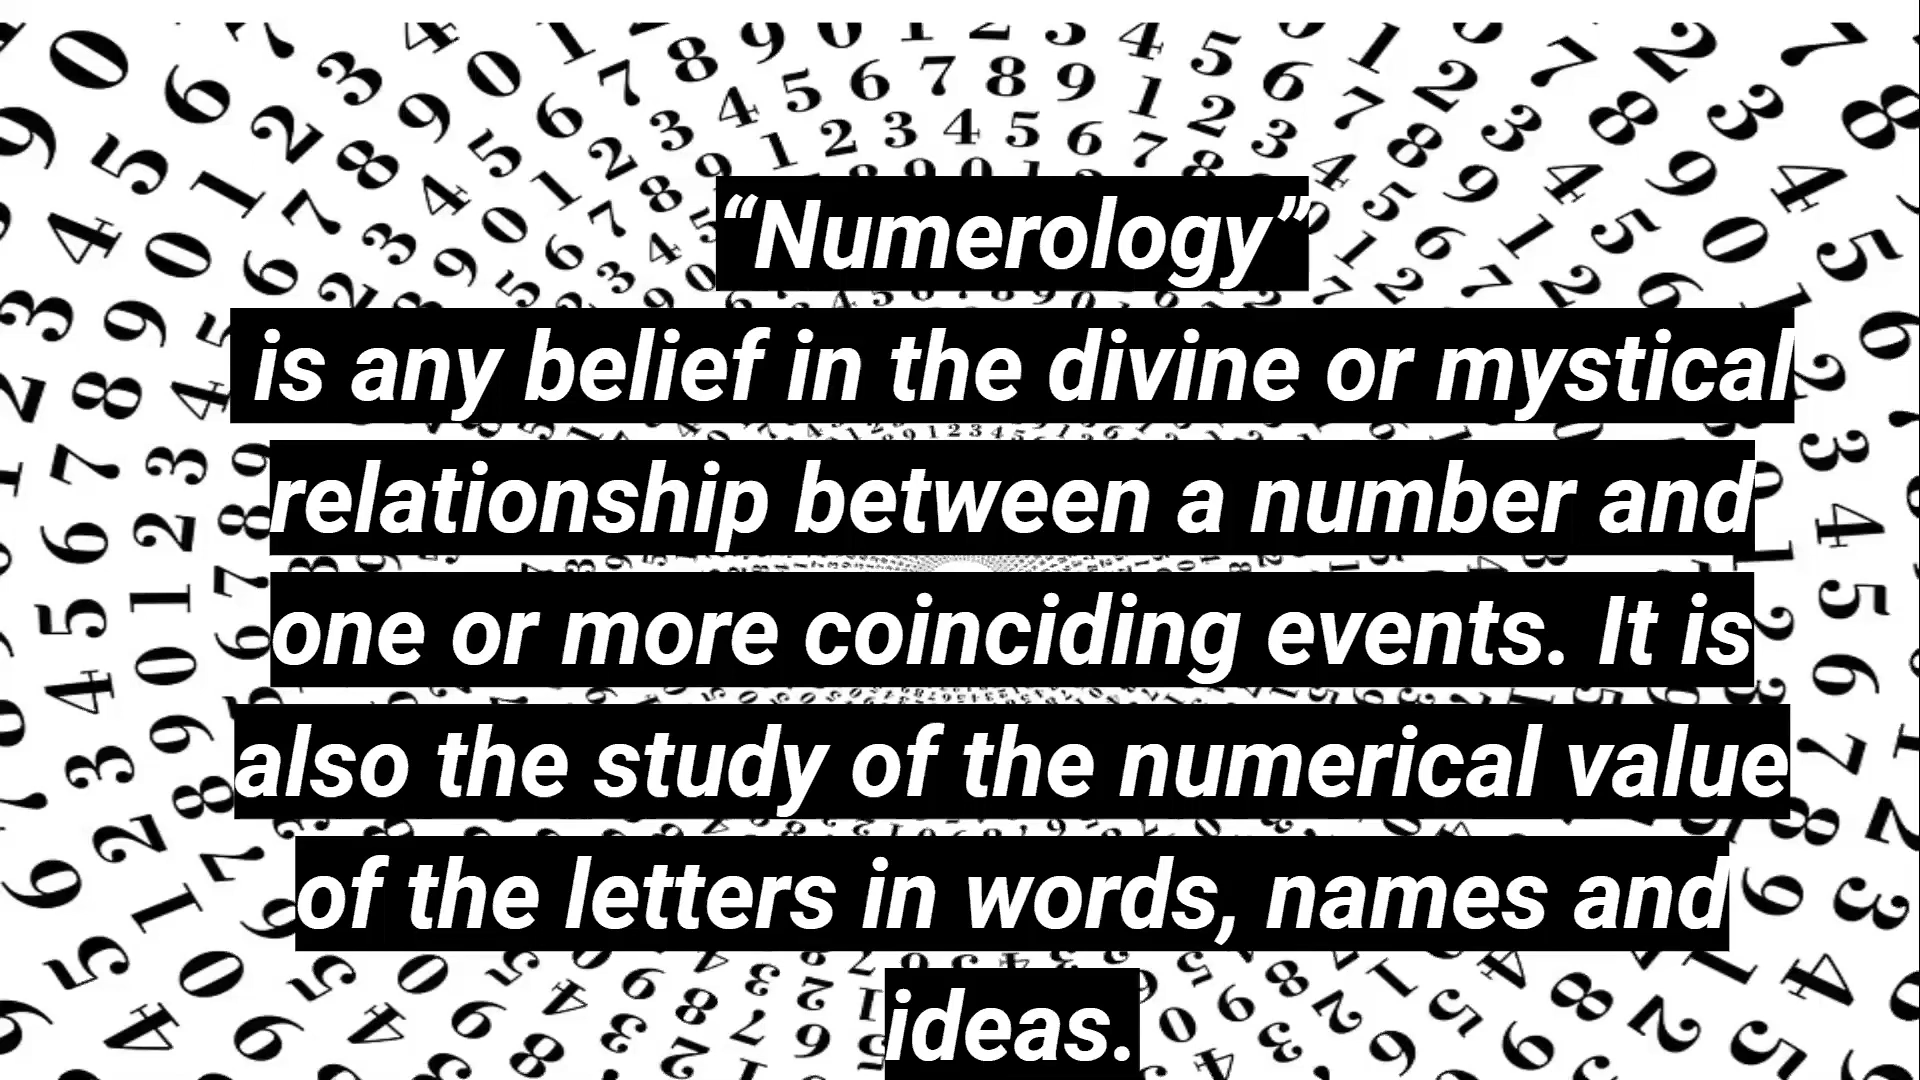 “Numerology”
is any belief in the divine or mystical
relationship between a number and
one or more coinciding events. It is
also the study of the numerical value
of the letters in words, names and
ideas.